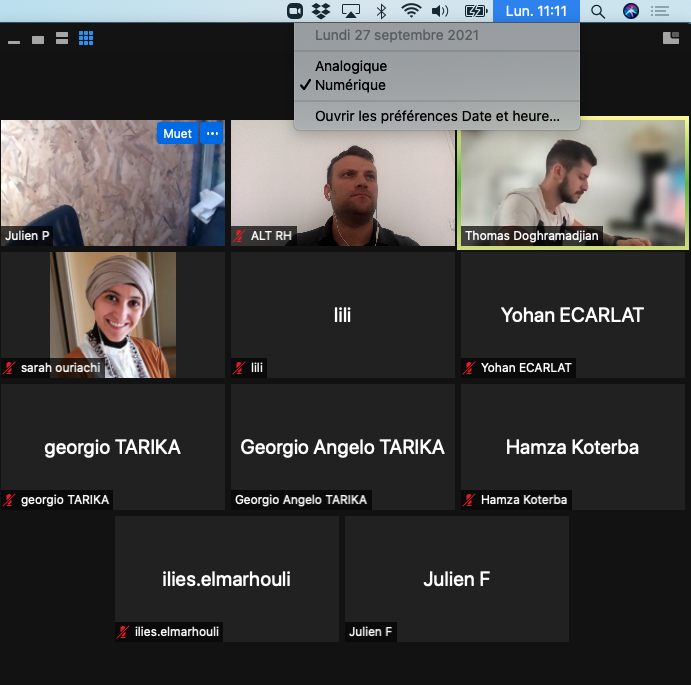 Lun. 11:11
Lundi 27 septembre 2021
Analogique
Numérique
Ouvrir les préférences Date et heure...
Muet
Julien P
ALT RH
Thomas Doghramadjian
sarah ouriachi
lili
lili
Yohan ECARLAT
Yohan ECARLAT
georgio TARIKA
georgio TARIKA
Georgio Angelo TARIKA
Georgio Angelo TARIKA
Hamza Koterba
Hamza Koterba
ilies.elmarhouli
ilies.elmarhouli
Julien F
Julien F